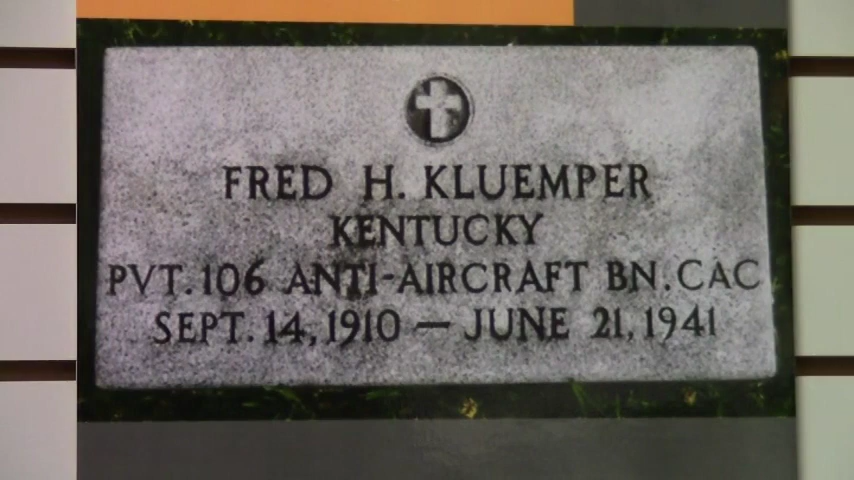 FRED H. KLUEMPER
KENTUCKY
PVT. 106 ANTI-AIRCRAFT BN. CAC
SEPT. 14, 1910 — JUNE 21, 1941